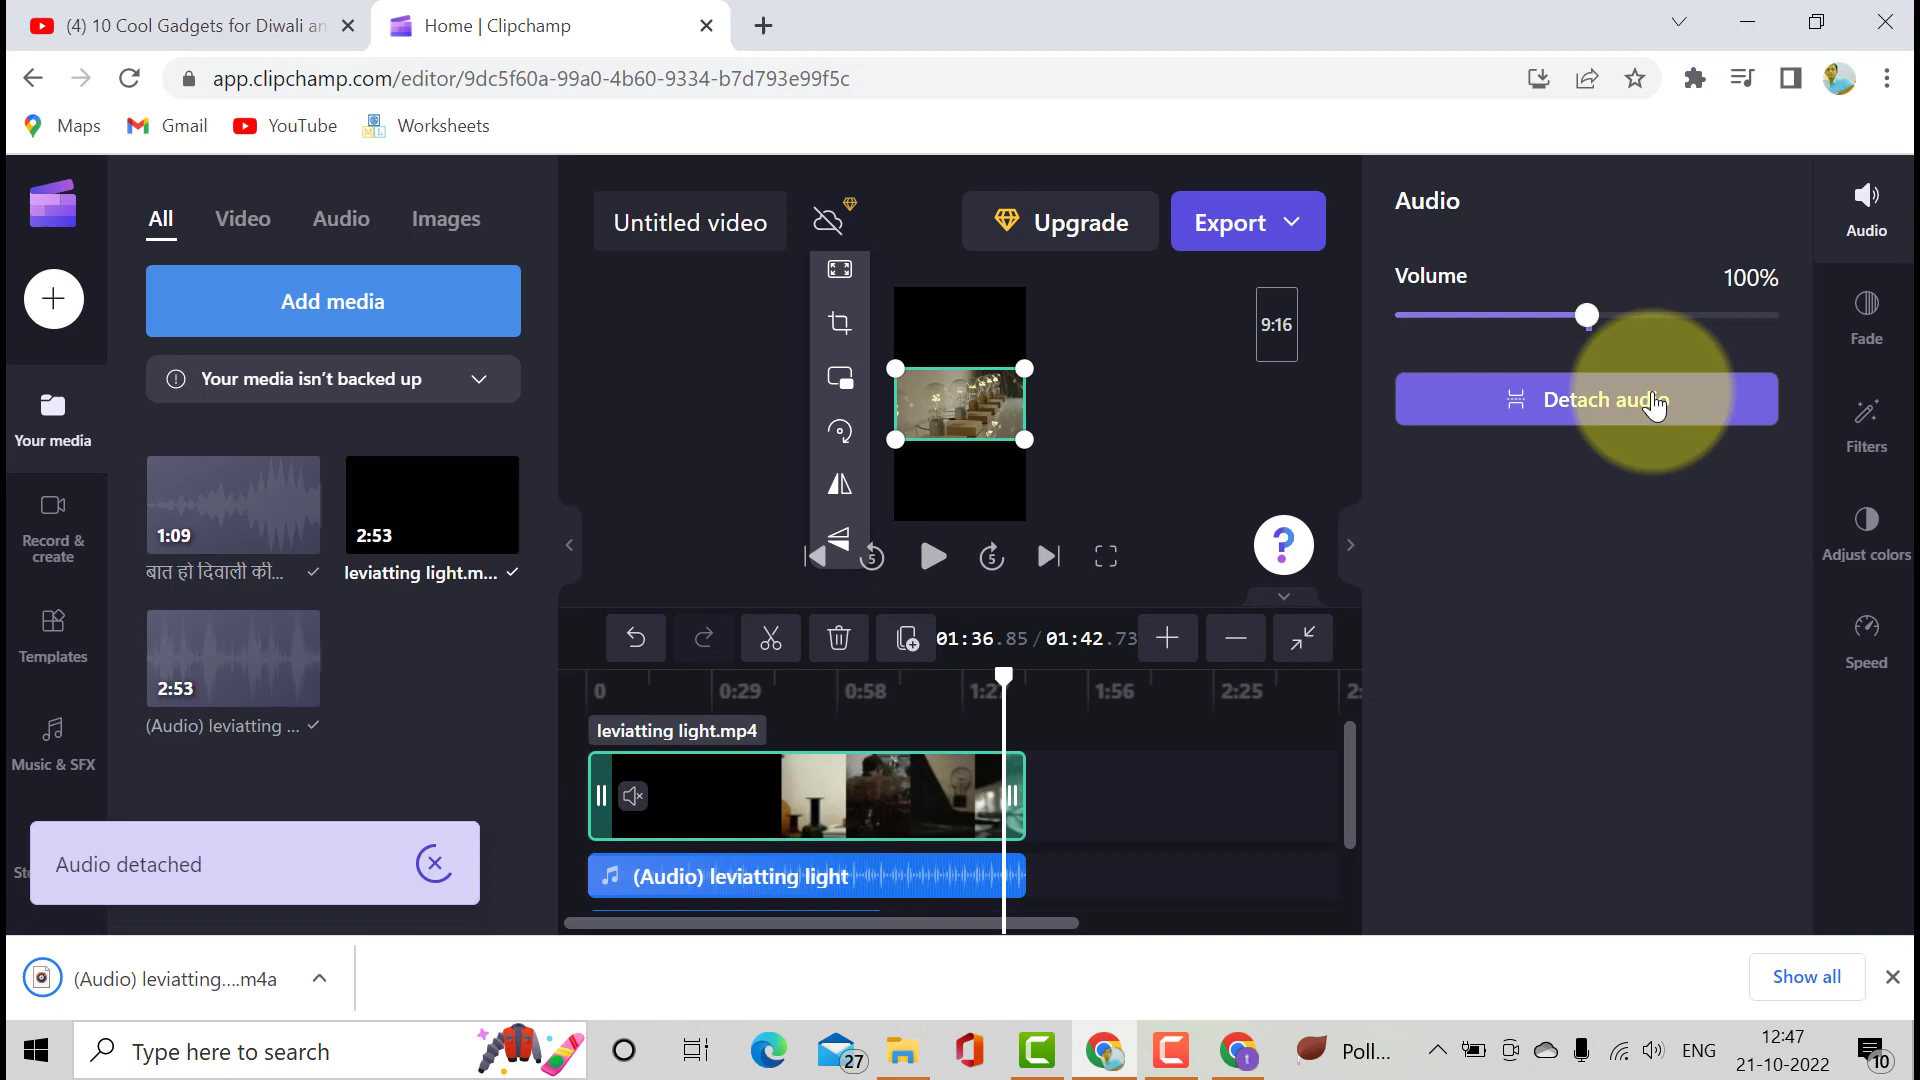 (4) 10 Cool Gadgets for Diwali an
Home | Clipchamp
app.clipchamp.com/editor/9dc5f60a-99a0-4b60-9334-b7d793e99f5c
Maps
Gmail
YouTube
Worksheets
All
Video
Audio
Images
Add media
Your media isn't backed up
Your media
1:09
बात हो दिवाली की...
2:53
leviatting light.m...
Record & create
Templates
2:53
(Audio) leviatting ...
Music & SFX
Audio detached
Untitled video
Upgrade
Export
9:16
5
5
?
01:36.85 / 01:42.73
0
0:29
0:58
1:56
2:25
leviatting light.mp4
(Audio) leviatting light
Audio
Volume
100%
Detach audio
Audio
Fade
Filters
Adjust colors
Speed
(Audio) leviatting....m4a
Show all
Type here to search
27
Poll...
ENG
12:47
21-10-2022
10